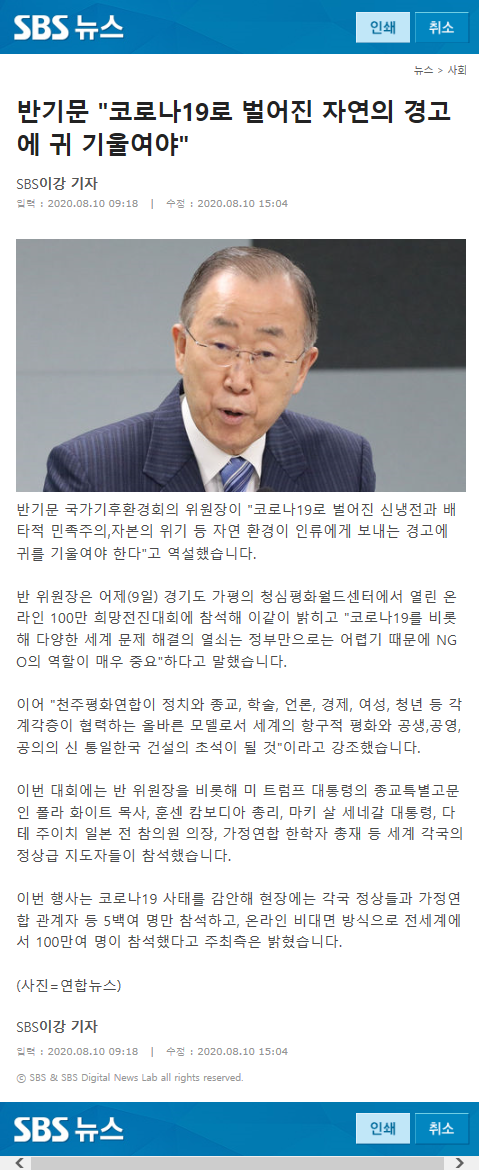 SBS 뉴스 인쇄 취소
뉴스 > 사회
반기문 "코로나19로 벌어진 자연의 경고
에 귀 기울여야"
SBS이강 기자
입력 : 2020.08.10 09:18 | 수정 : 2020.08.10 15:04
반기문 국가기후환경회의 위원장이 "코로나19로 벌어진 신냉전과 배
타적 민족주의,자본의 위기 등 자연 환경이 인류에게 보내는 경고에
귀를 기울여야 한다"고 역설했습니다.
반 위원장은 어제(9일) 경기도 가평의 청심평화월드센터에서 열린 온
라인 100만 희망전진대회에 참석해 이같이 밝히고 "코로나19를 비롯
해 다양한 세계 문제 해결의 열쇠는 정부만으로는 어렵기 때문에 NG
O의 역할이 매우 중요"하다고 말했습니다.
이어 "천주평화연합이 정치와 종교, 학술, 언론, 경제, 여성, 청년 등 각
계각층이 협력하는 올바른 모델로서 세계의 항구적 평화와 공생,공영,
공의의 신 통일한국 건설의 초석이 될 것"이라고 강조했습니다.
이번 대회에는 반 위원장을 비롯해 미 트럼프 대통령의 종교특별고문
인 폴라 화이트 목사, 훈센 캄보디아 총리, 마키 살 세네갈 대통령, 다
테 주이치 일본 전 참의원 의장, 가정연합 한학자 총재 등 세계 각국의
정상급 지도자들이 참석했습니다.
이번 행사는 코로나19 사태를 감안해 현장에는 각국 정상들과 가정연
합 관계자 등 5백여 명만 참석하고, 온라인 비대면 방식으로 전세계에
서 100만여 명이 참석했다고 주최측은 밝혔습니다.
(사진=연합뉴스)
SBS이강 기자
입력 : 2020.08.10 09:18 | 수정 : 2020.08.10 15:04
ⓒ SBS & SBS Digital News Lab all rights reserved.
SBS 뉴스 인쇄 취소